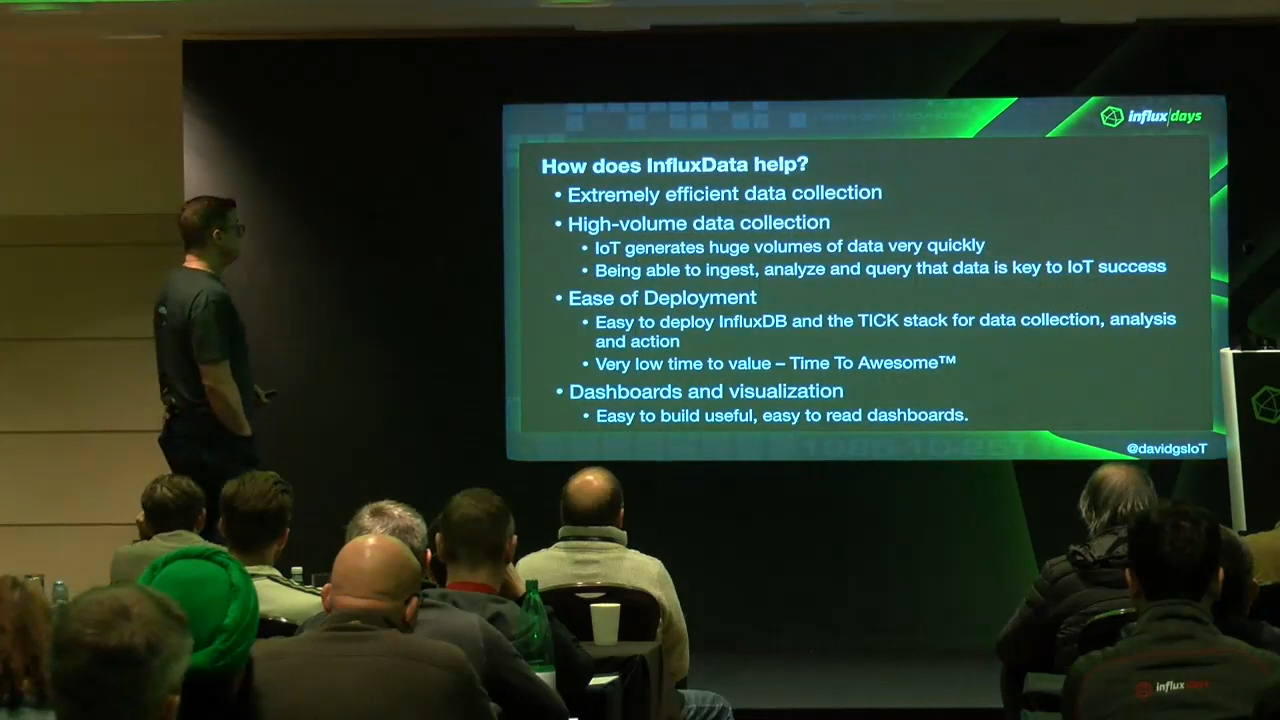 influx|days
How does InfluxData help?
• Extremely efficient data collection
• High-volume data collection
• IoT generates huge volumes of data very quickly
• Being able to ingest, analyze and query that data is key to IoT success
• Ease of Deployment
• Easy to deploy InfluxDB and the TICK stack for data collection, analysis
and action
• Very low time to value – Time To Awesome™
• Dashboards and visualization
• Easy to build useful, easy to read dashboards.
@davidgsIoT
influxdays